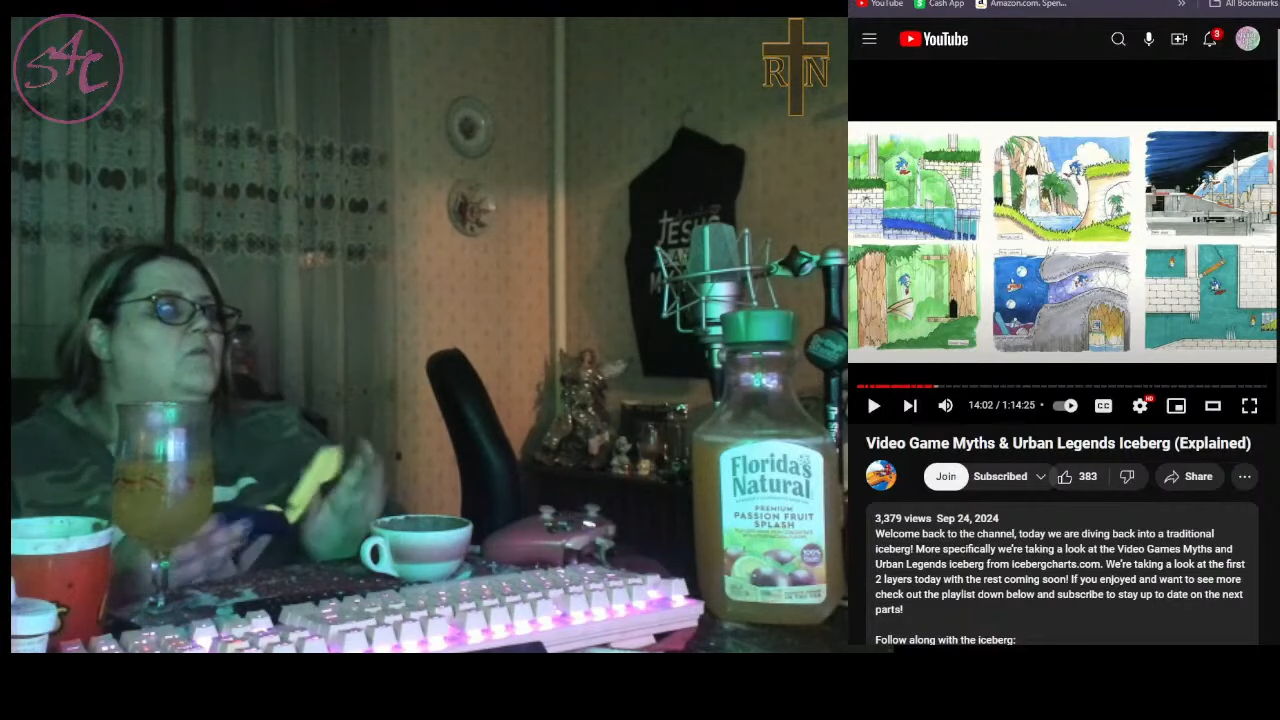 S4C
RN
YouTube
Cash App
Amazon.com. Spen...
»
All Bookmarks
YouTube
3
JESUS
14:02 / 1:14:25
CC
HD
Video Game Myths & Urban Legends Iceberg (Explained)
Join
Subscribed
383
Share
3,379 views Sep 24, 2024
Welcome back to the channel, today we are diving back into a traditional
iceberg! More specifically we're taking a look at the Video Games Myths and
Urban Legends iceberg from icebergcharts.com. We're taking a look at the first
2 layers today with the rest coming soon! If you enjoyed and want to see more
check out the playlist down below and subscribe to stay up to date on the next
parts!
Follow along with the iceberg:
Florida's
Natural
PREMIUM
PASSION FRUIT
SPLASH
100%